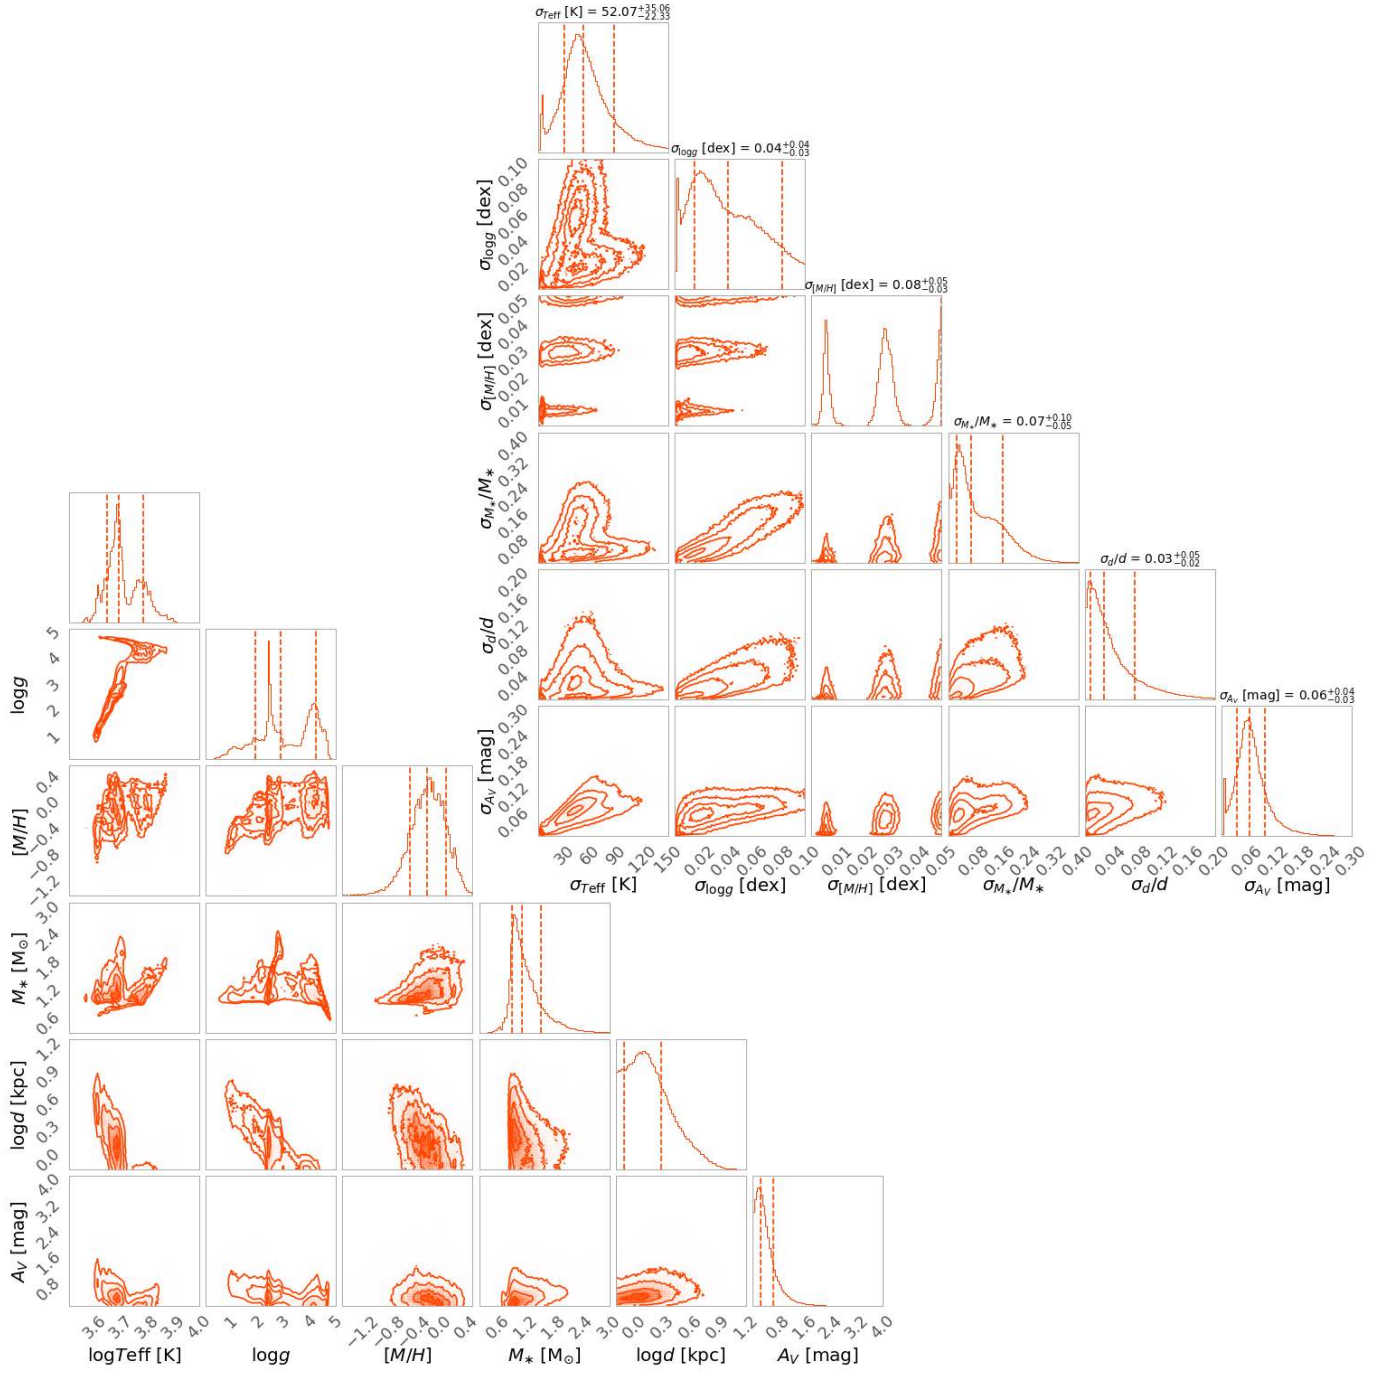 σTeff [K] = 52.07+35.06−22.33
σlogg [dex] = 0.04+0.04−0.03
σlogg [dex]
0.10
0.08
0.06
0.04
0.02
σ[M/H] [dex] = 0.08+0.05−0.03
σ[M/H] [dex]
0.05
0.04
0.03
0.02
0.01
σM∗/M∗ = 0.07+0.10−0.05
σM∗/M∗
0.40
0.32
0.24
0.16
0.08
σd/d = 0.03+0.05−0.02
σd/d
0.20
0.16
0.12
0.08
0.04
σAV [mag] = 0.06+0.04−0.03
σAV [mag]
0.30
0.24
0.18
0.12
0.06
30 60 90 120 150
0.02 0.04 0.06 0.08 0.10
0.01 0.02 0.03 0.04 0.05
0.08 0.16 0.24 0.32 0.40
0.04 0.08 0.12 0.16 0.20
0.06 0.12 0.18 0.24 0.30
σTeff [K] σlogg [dex] σ[M/H] [dex] σM∗/M∗ σd/d σAV [mag]
logg
5
4
3
2
1
[M/H]
0.4
0.0
−0.4
−0.8
−1.2
M∗ [M⊙]
3.0
2.4
1.8
1.2
0.6
logd [kpc]
1.2
0.9
0.6
0.3
0.0
AV [mag]
4.0
3.2
2.4
1.6
0.8
3.6 3.7 3.8 3.9 4.0
1 2 3 4 5
−1.2 −0.8 −0.4 0.0 0.4
0.6 1.2 1.8 2.4 3.0
0.0 0.3 0.6 0.9 1.2
0.8 1.6 2.4 3.2 4.0
logTeff [K] logg [M/H] M∗ [M⊙] logd [kpc] AV [mag]